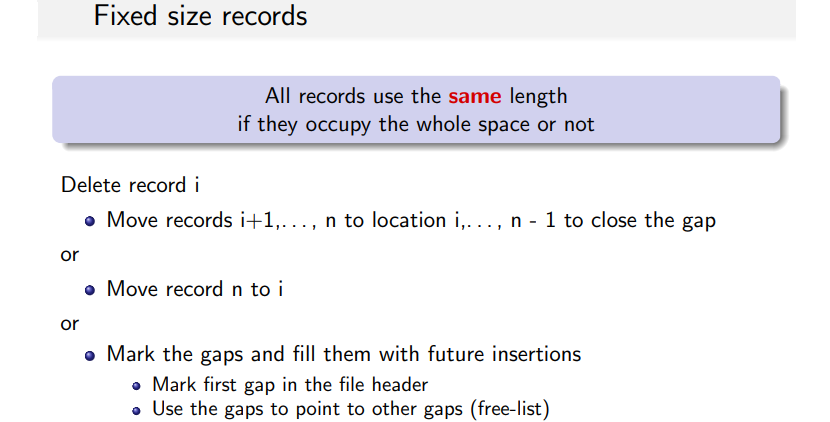 Fixed size records
All records use the same length
if they occupy the whole space or not
Delete record i
Move records i+1,. . . , n to location i,. . . , n - 1 to close the gap
or
Move record n to i
or
Mark the gaps and fill them with future insertions
Mark first gap in the file header
Use the gaps to point to other gaps (free-list)